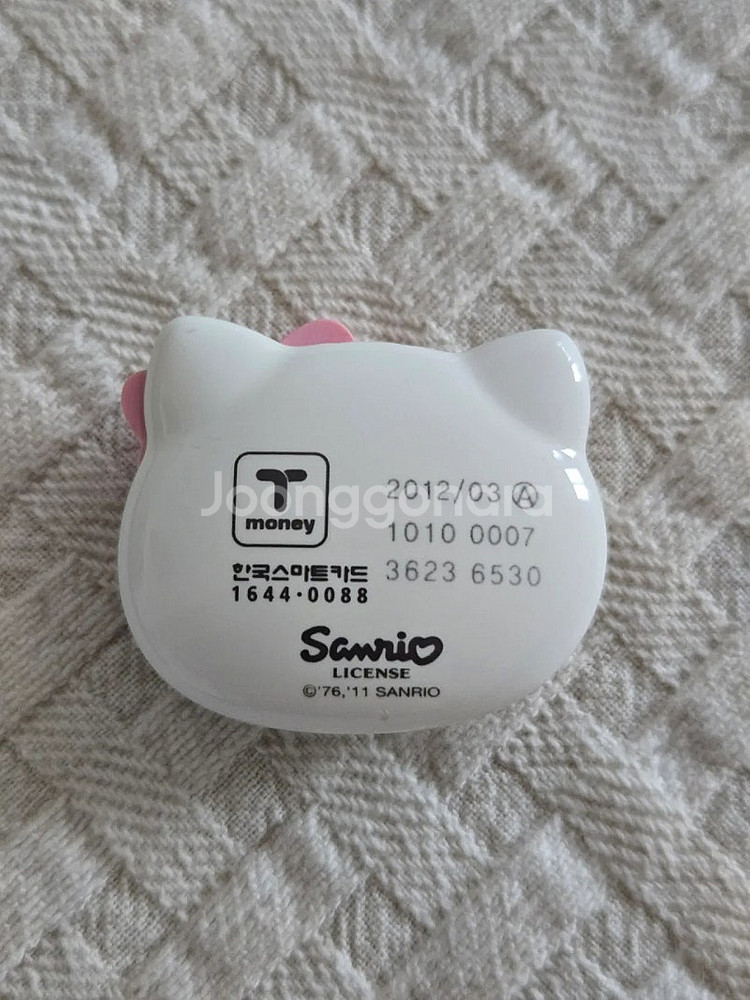 T
money
한국스마트카드
1644·0088
2012/03 Ⓐ
1010 0007
3623 6530
Sanrio
LICENSE
©'76,'11 SANRIO
Joonggonara